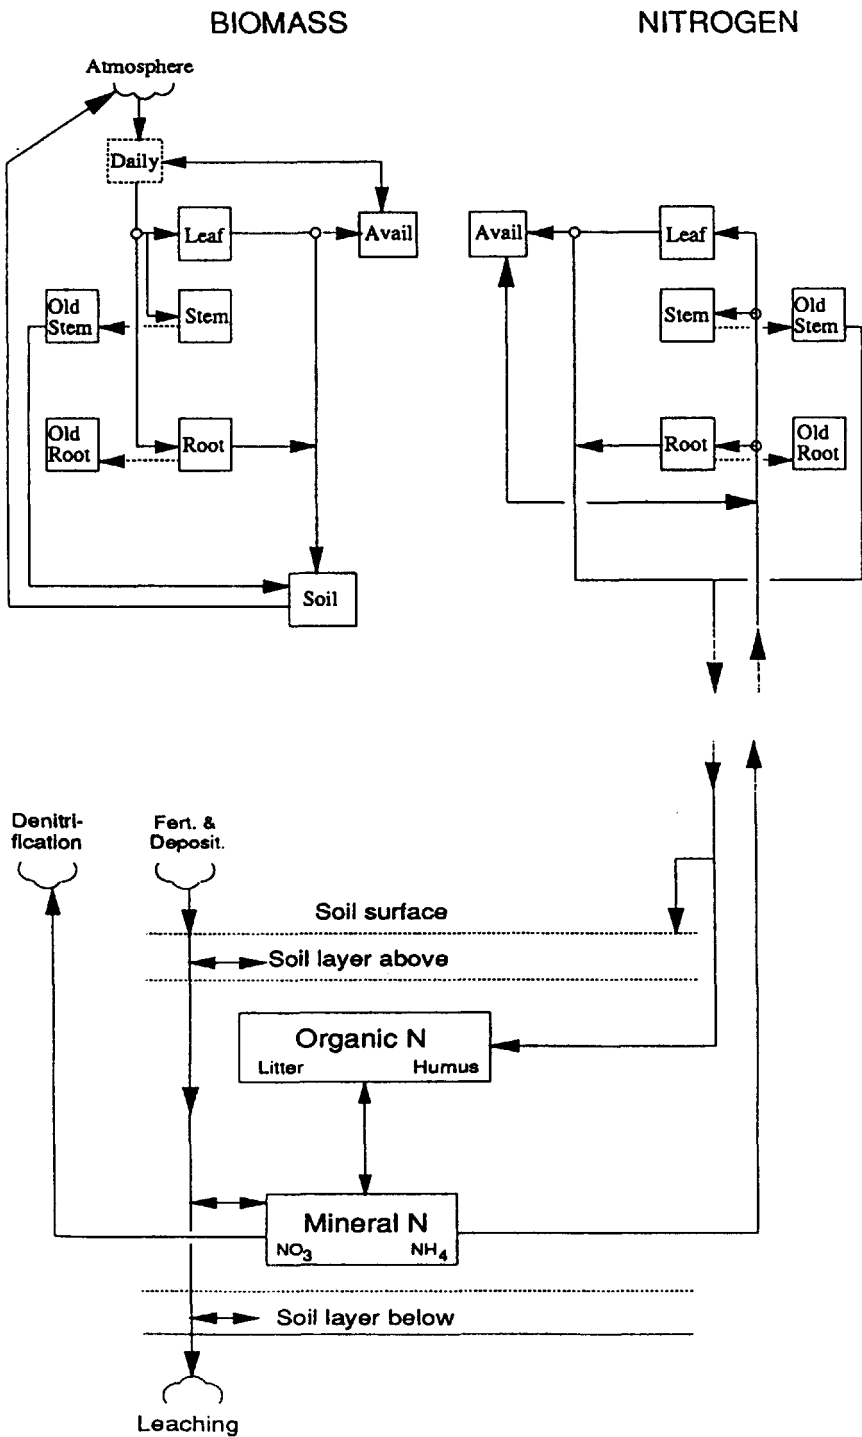 BIOMASS
NITROGEN
Atmosphere
Daily
Leaf
Avail
Avail
Leaf
Old
Stem
Stem
Stem
Old
Stem
Old
Root
Root
Root
Old
Root
Soil
Denitri-
fication
Fert. &
Deposit.
Soil surface
Soil layer above
Organic N
Litter
Humus
Mineral N
NO3
NH4
Soil layer below
Leaching